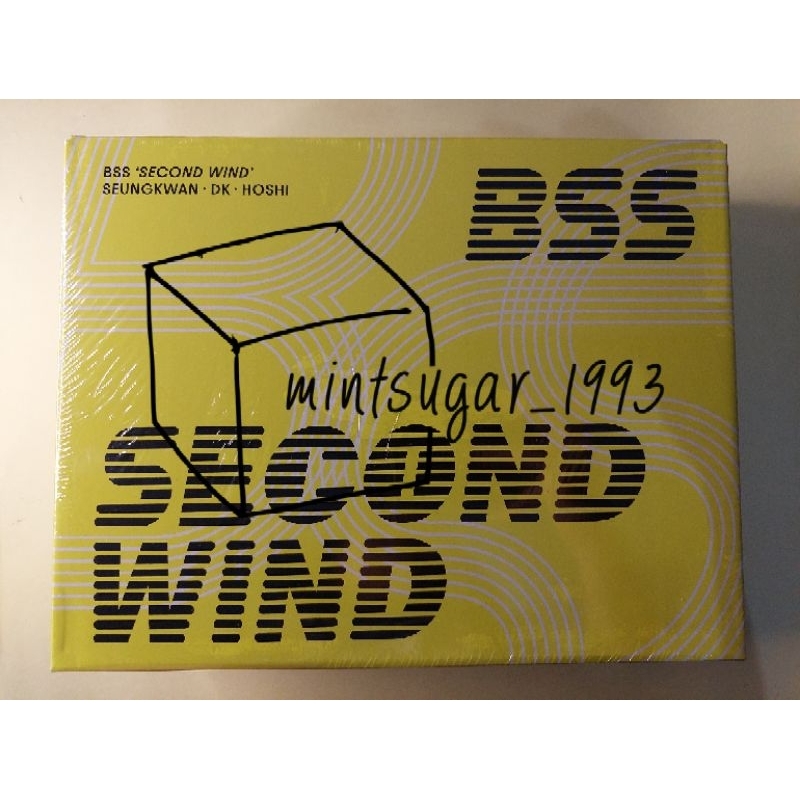 BSS 'SECOND WIND'
SEUNGKWAN · DK · HOSHI
BSS
mintsugar_1993
SECOND
WIND